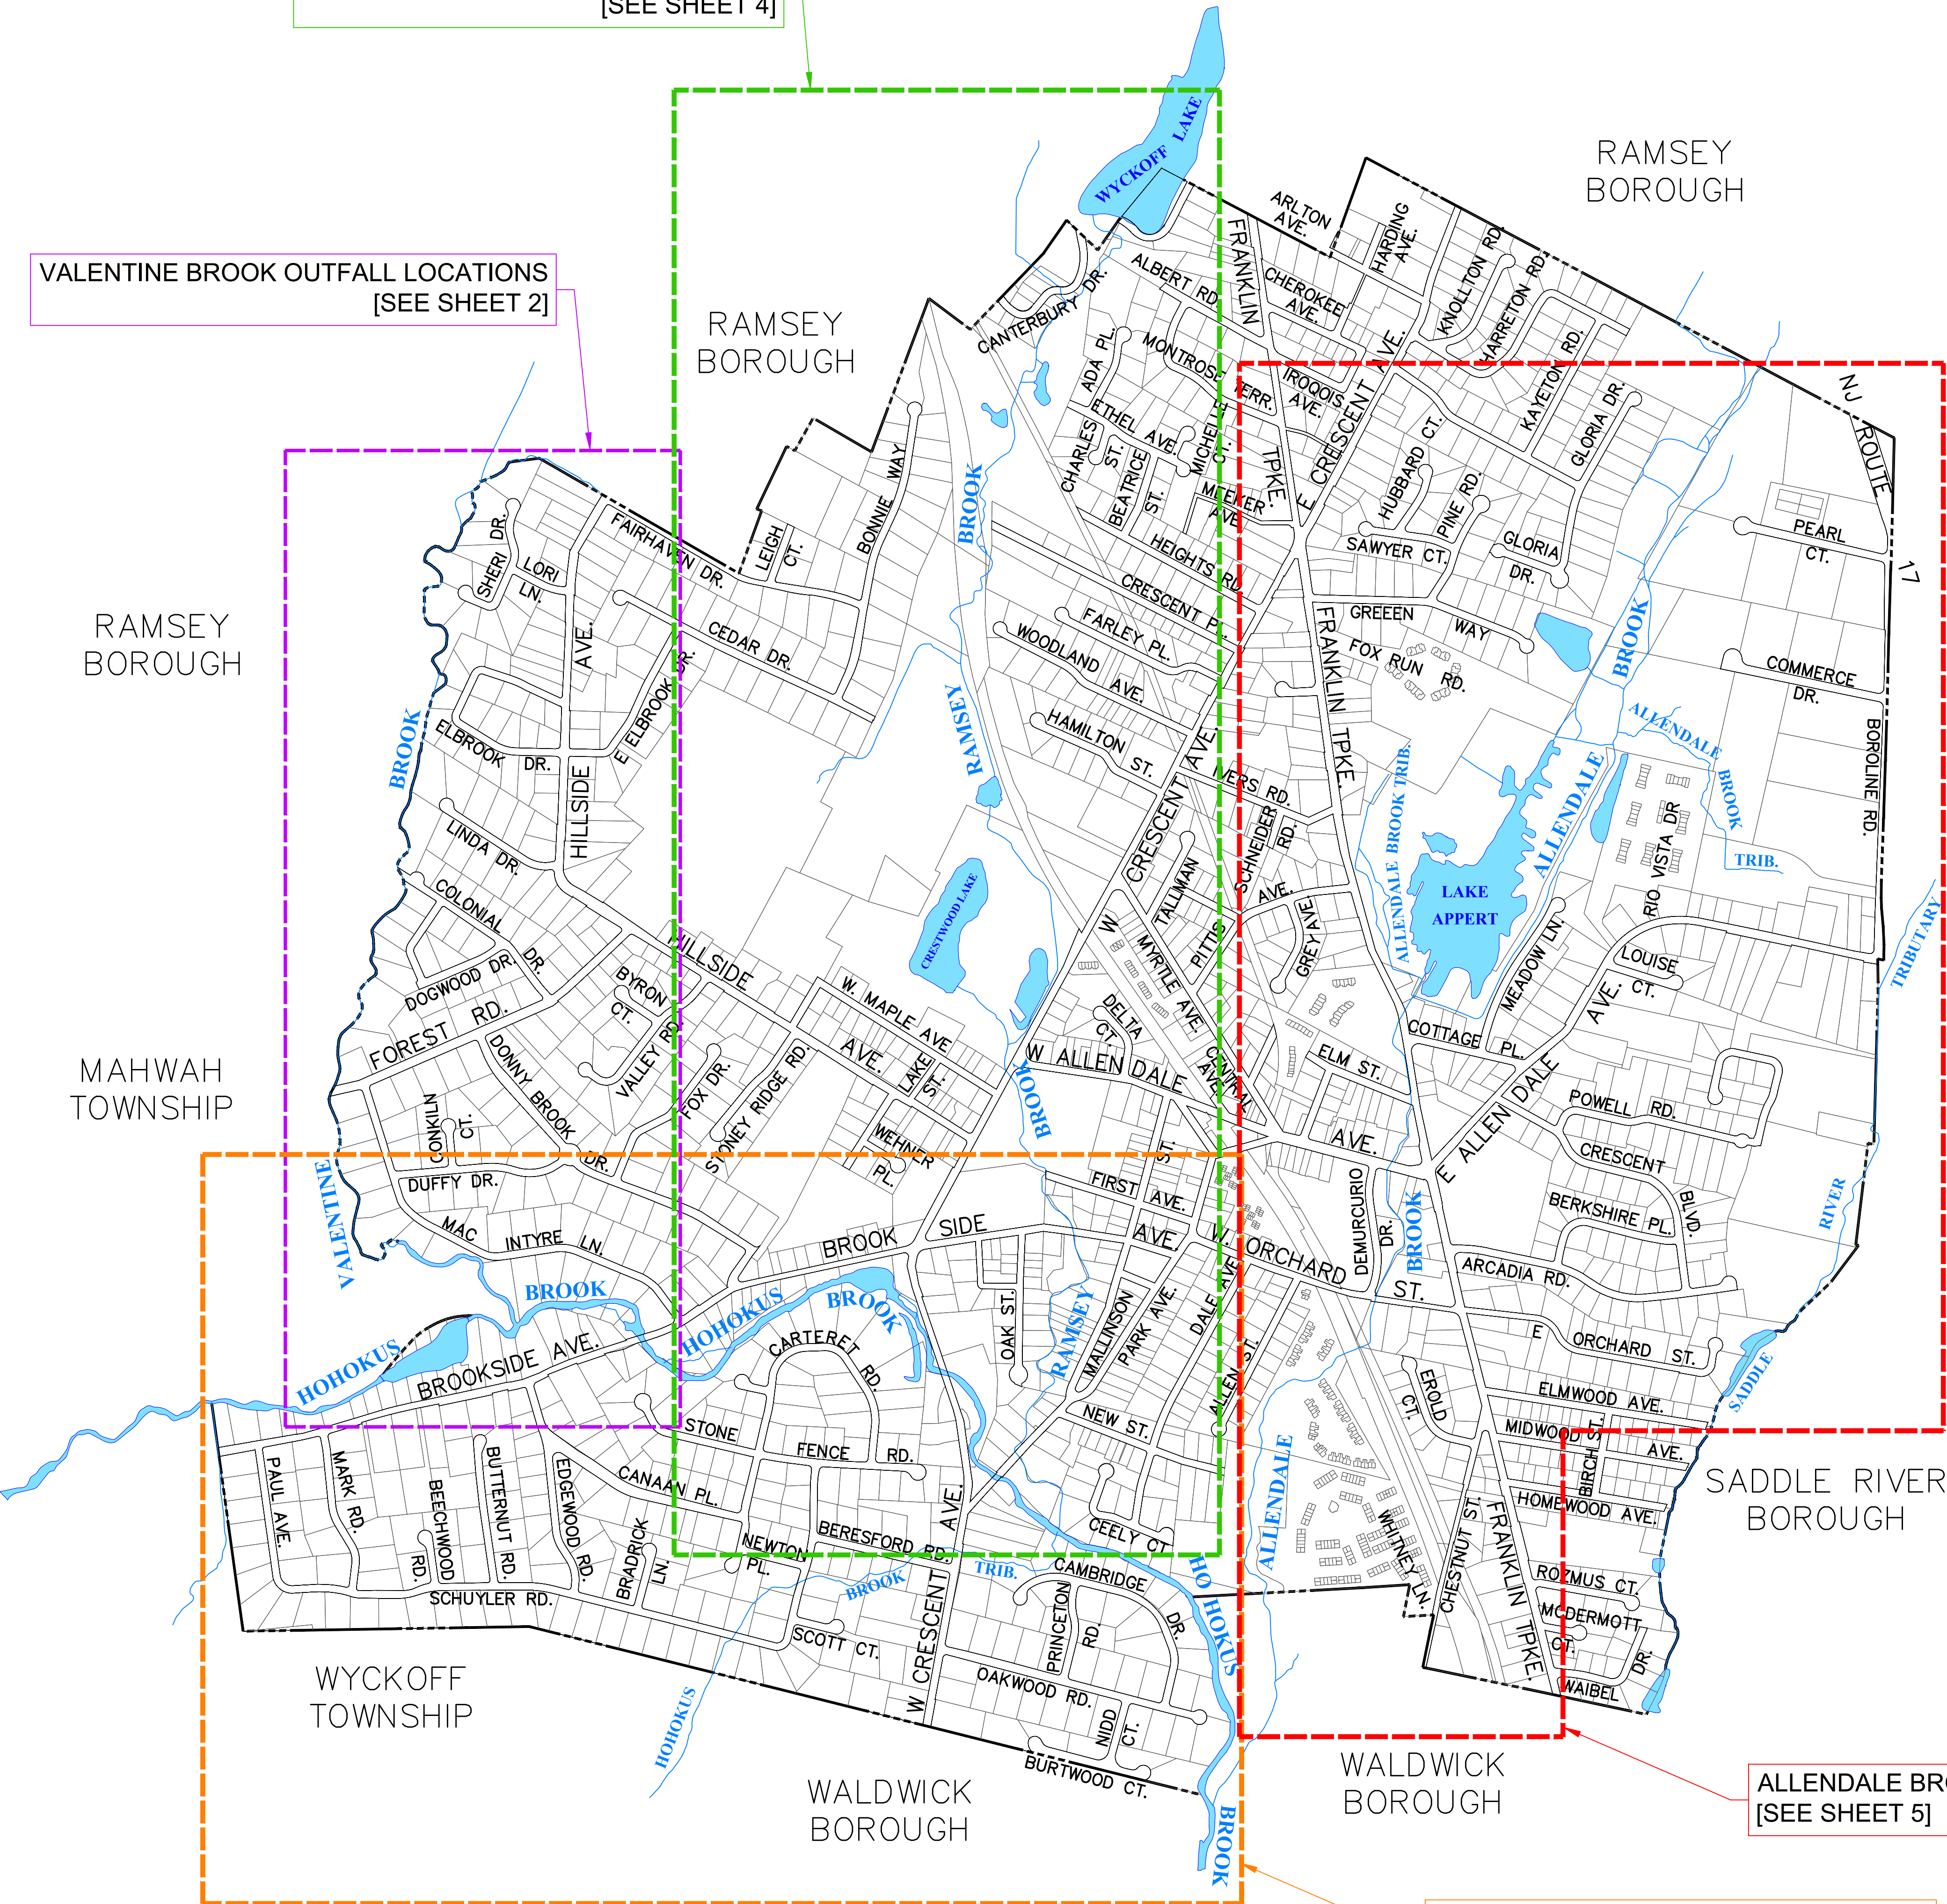 [SEE SHEET 4]
VALENTINE BROOK OUTFALL LOCATIONS
[SEE SHEET 2]
RAMSEY
BOROUGH
RAMSEY
BOROUGH
RAMSEY
BOROUGH
MAHWAH
TOWNSHIP
WYCKOFF
TOWNSHIP
WALDWICK
BOROUGH
WALDWICK
BOROUGH
SADDLE RIVER
BOROUGH
ALLENDALE BRO
[SEE SHEET 5]
WYCKOFF LAKE
ARLTON
AVE.
HARDING
AVE.
FRANKLIN
TPKE.
ALBERT RD.
CHEROKEE
AVE.
KNOLLTON RD.
HARRETON RD.
KAYETON RD.
GLORIA DR.
CANTERBURY DR.
ADA PL.
MONTROSE TERR.
IROQOIS
AVE.
E CRESCENT AVE.
ETHEL AVE.
MICHELLE
CT.
CHARLES
ST.
BEATRICE
ST.
MEEKER
AVE.
HEIGHTS RD.
HUBBARD CT.
PINE RD.
SAWYER CT.
GLORIA
DR.
GREEEN WAY
FOX RUN RD.
NJ ROUTE 17
PEARL
CT.
COMMERCE
DR.
BOROLINE RD.
BROOK
RAMSEY
CRESCENT PL.
FARLEY PL.
WOODLAND AVE.
HAMILTON ST.
W CRESCENT AVE.
IVERS RD.
SCHNEIDER
RD.
TALLMAN
PITTIS AVE.
GREY AVE.
MYRTLE AVE.
FRANKLIN TPKE.
ALLENDALE BROOK TRIB.
LAKE
APPERT
ALLENDALE
BROOK
ALLENDALE BROOK TRIB.
RIO VISTA DR
MEADOW LN.
LOUISE
CT.
COTTAGE PL.
E ALLEN DALE AVE.
POWELL RD.
CRESCENT BLVD.
BERKSHIRE PL.
ARCADIA RD.
TRIBUTARY
RIVER
SADDLE
SHERI DR.
LORI
LN.
FAIRHAVEN DR.
LEIGH
CT.
BONNIE WAY
CEDAR DR.
HILLSIDE AVE.
ELBROOK DR.
E ELBROOK DR.
BROOK
VALENTINE
LINDA DR.
COLONIAL DR.
DOGWOOD DR.
FOREST RD.
BYRON
CT.
VALLEY RD.
FOX DR.
DONNY BROOK DR.
STONEY RIDGE RD.
CONKLIN
CT.
DUFFY DR.
MAC INTYRE LN.
HILLSIDE AVE.
W. MAPLE AVE
LAKE
ST.
WEHNER
PL.
CRESTWOOD LAKE
BROOK
DELTA
CT.
W ALLEN DALE AVE.
CENTRAL
AVE.
ELM ST.
DEMURCURIO
DR.
BROOK
FIRST AVE.
ST.
BROOK SIDE AVE.
W. ORCHARD ST.
E ORCHARD ST.
ELMWOOD AVE.
MIDWOOD AVE.
BIRCH ST.
HOMEWOOD AVE.
EROLD
CT.
CHESTNUT ST.
FRANKLIN TPKE.
ROZMUS CT.
MCDERMOTT
CT.
WAIBEL DR.
WHITNEY LN.
ALLENDALE
ALLEN ST.
DALE AVE
PARK AVE.
MALLINSON
RAMSEY
OAK ST.
NEW ST.
CEELY CT
HOHOKUS
BROOK
HOHOKUS
BROOK
BROOKSIDE AVE.
CARTERET RD.
STONE FENCE RD.
CANAAN PL.
NEWTON
PL.
BERESFORD RD.
W CRESCENT AVE.
PAUL AVE.
MARK RD.
BEECHWOOD
RD.
BUTTERNUT RD.
EDGEWOOD RD.
BRADRICK
LN.
SCHUYLER RD.
SCOTT CT.
HOHOKUS
BROOK
TRIB.
CAMBRIDGE DR.
PRINCETON
RD.
OAKWOOD RD.
NIDD
CT.
BURTWOOD CT.
HO HOKUS
BROOK